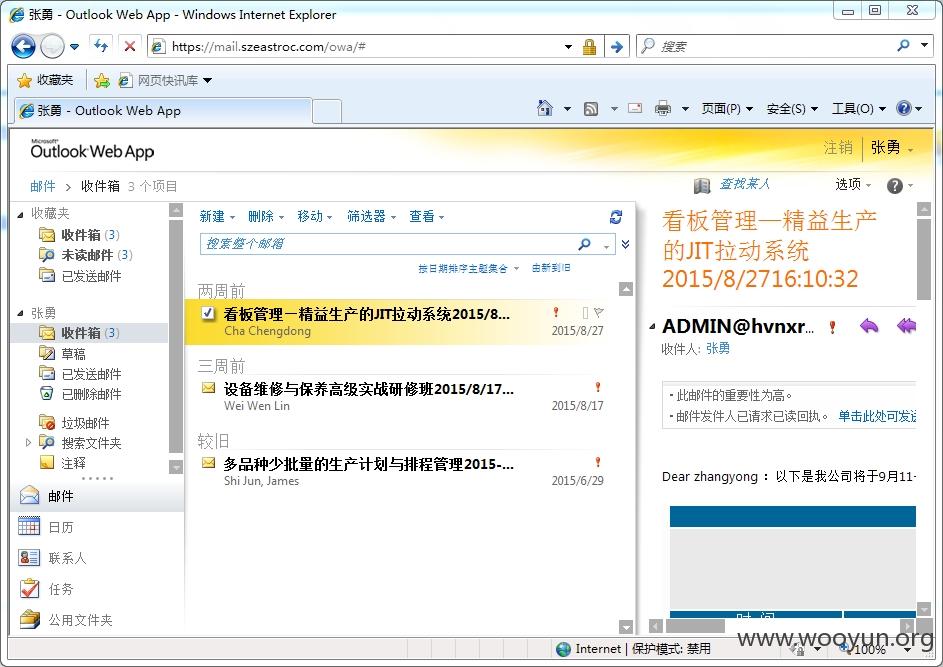 张勇 - Outlook Web App - Windows Internet Explorer
https://mail.szeastroc.com/owa/#
搜索
收藏夹
网页快讯库
张勇 - Outlook Web App
页面(P)
安全(S)
工具(O)
Microsoft®
Outlook Web App
注销
张勇
邮件 > 收件箱 3 个项目
查找某人
选项
收藏夹
收件箱 (3)
未读邮件 (3)
已发送邮件
张勇
收件箱 (3)
草稿
已发送邮件
已删除邮件
垃圾邮件
搜索文件夹
注释
邮件
日历
联系人
任务
公用文件夹
新建
删除
移动
筛选器
查看
搜索整个邮箱
按日期排序主题集合
由新到旧
两周前
看板管理—精益生产的JIT拉动系统2015/8...
Cha Chengdong
2015/8/27
三周前
设备维修与保养高级实战研修班2015/8/17...
Wei Wen Lin
2015/8/17
较旧
多品种少批量的生产计划与排程管理2015-...
Shi Jun, James
2015/6/29
看板管理—精益生产
的JIT拉动系统
2015/8/2716:10:32
ADMIN@hvnxr...
收件人: 张勇
- 此邮件的重要性为高。
- 邮件发件人已请求已读回执。 单击此处可发送
Dear zhangyong ：以下是我公司将于9月11-
时 间
Internet | 保护模式: 禁用
100%
www.wooyun.org